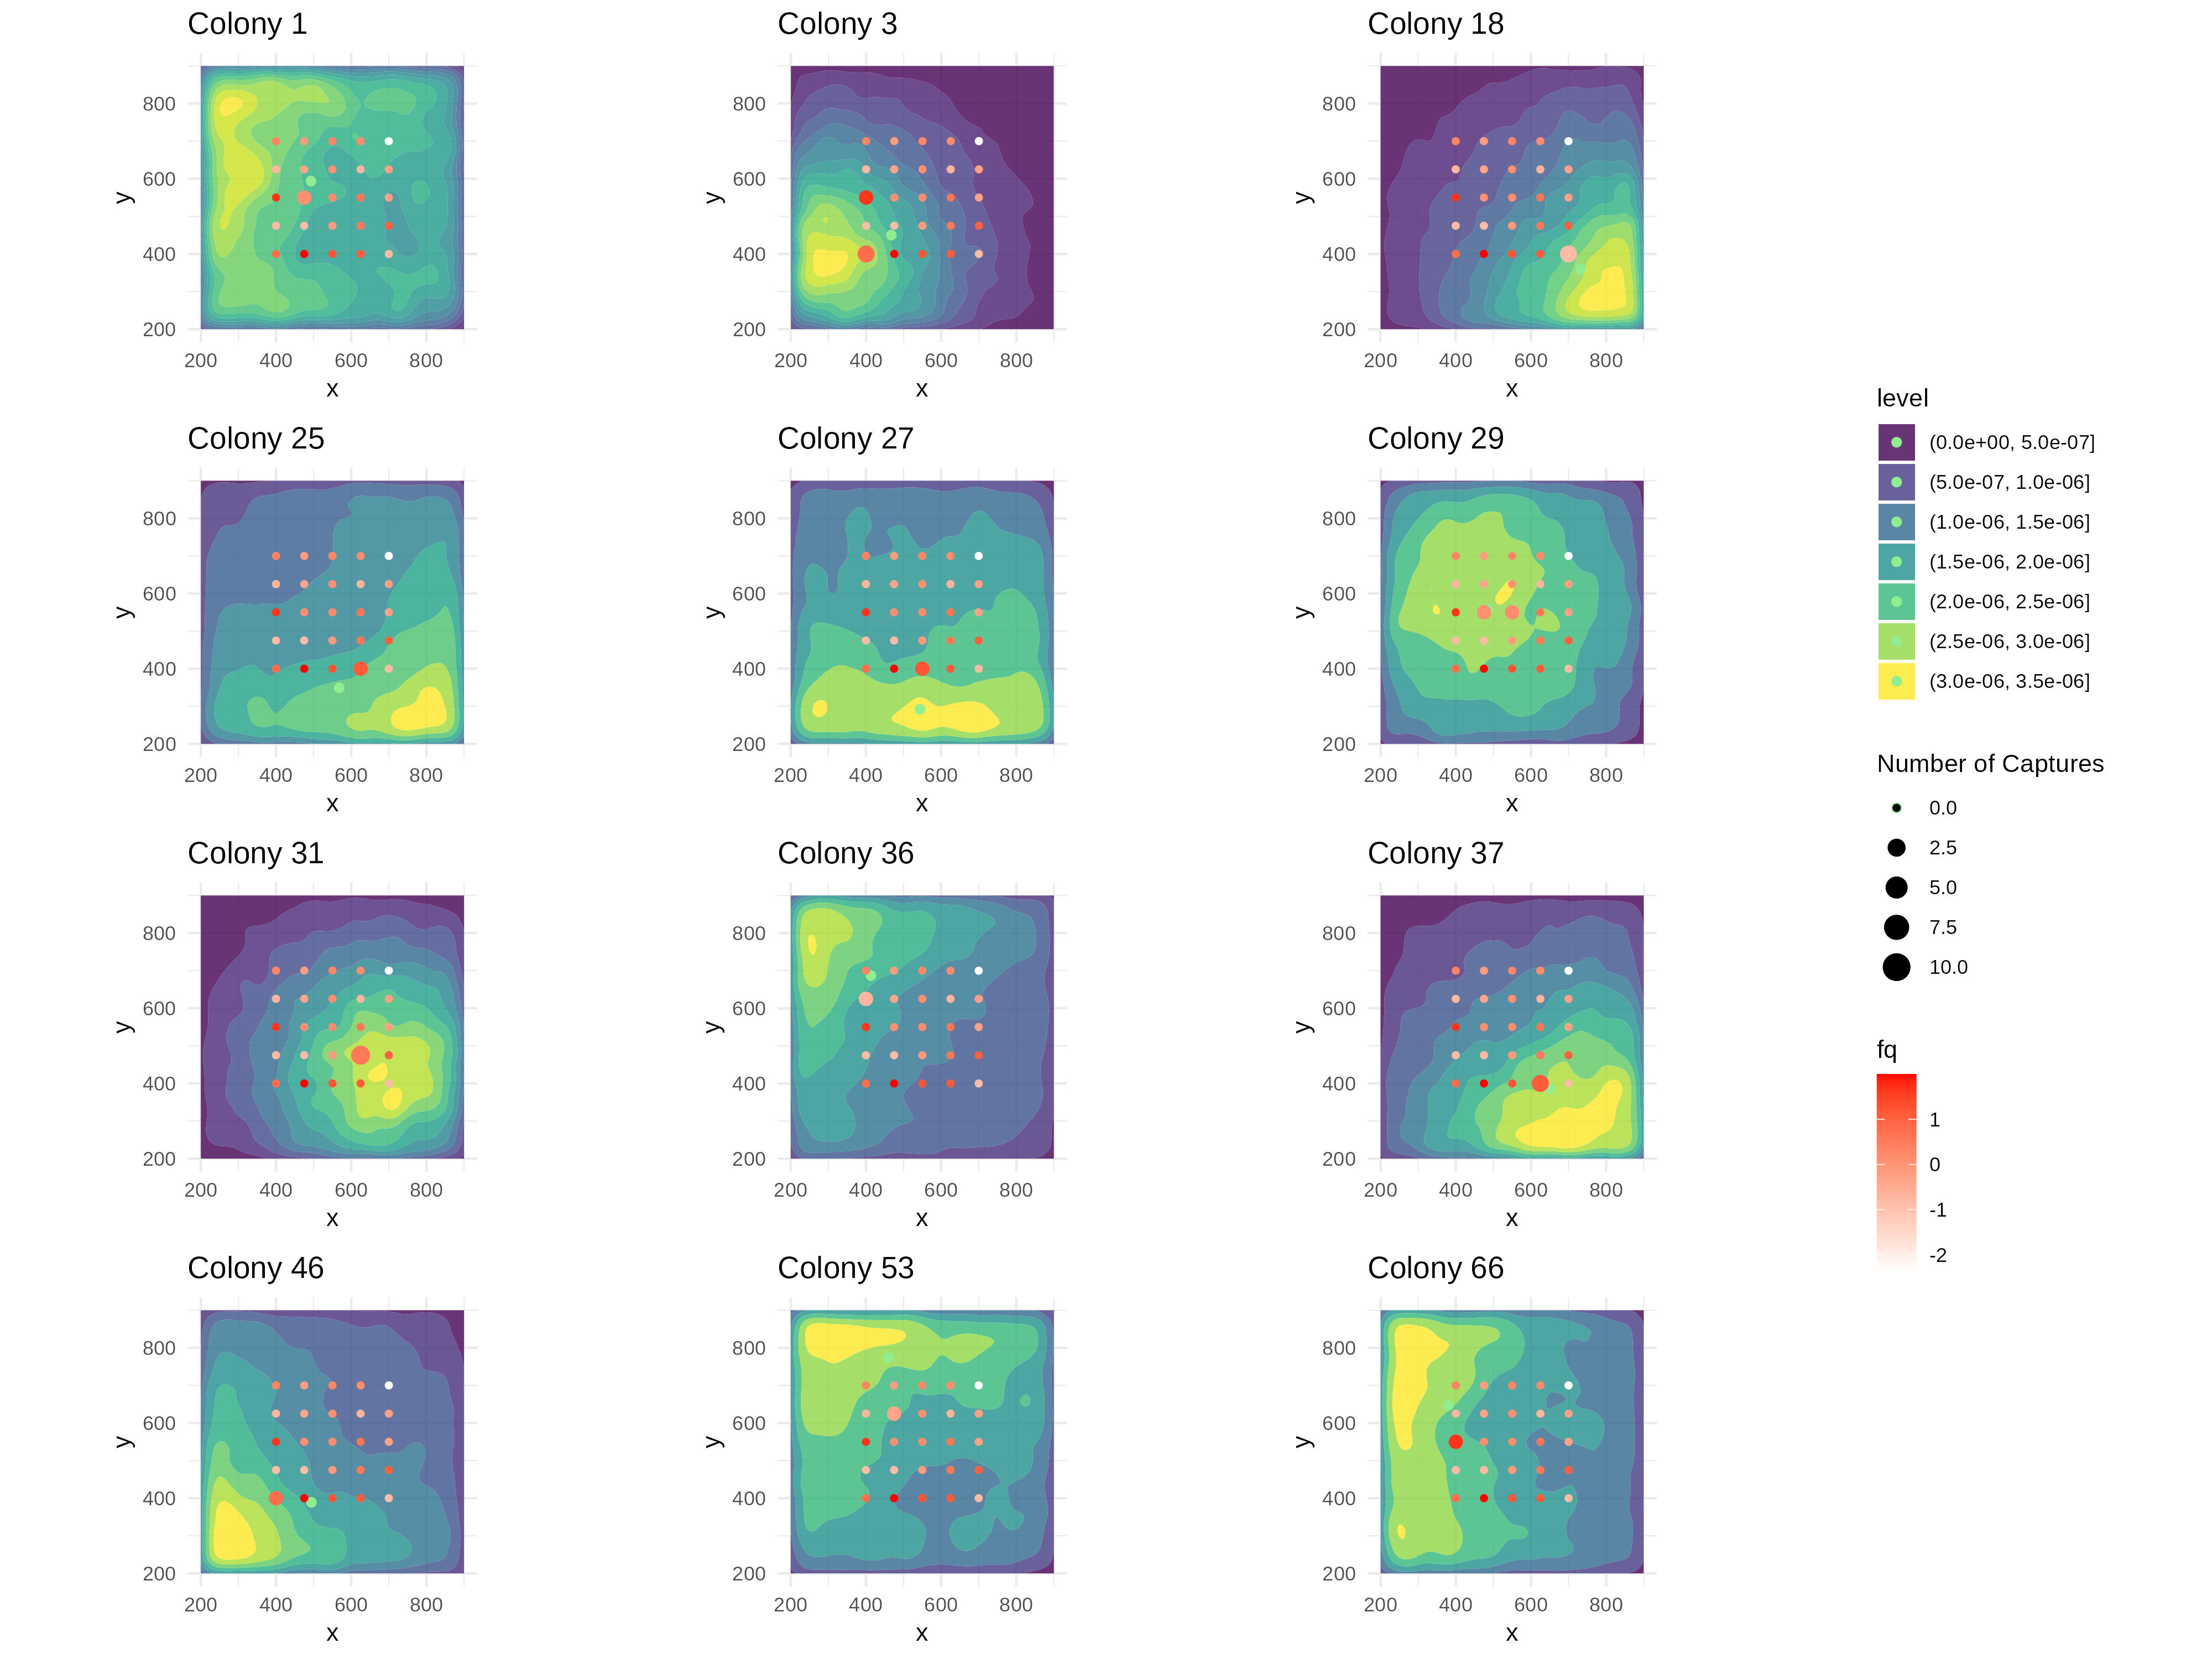 Colony 1
Colony 3
Colony 18
800
600
400
200
y
200 400 600 800
x
800
600
400
200
y
200 400 600 800
x
800
600
400
200
y
200 400 600 800
x
Colony 25
Colony 27
Colony 29
800
600
400
200
y
200 400 600 800
x
800
600
400
200
y
200 400 600 800
x
800
600
400
200
y
200 400 600 800
x
Colony 31
Colony 36
Colony 37
800
600
400
200
y
200 400 600 800
x
800
600
400
200
y
200 400 600 800
x
800
600
400
200
y
200 400 600 800
x
Colony 46
Colony 53
Colony 66
800
600
400
200
y
200 400 600 800
x
800
600
400
200
y
200 400 600 800
x
800
600
400
200
y
200 400 600 800
x
level
(0.0e+00, 5.0e-07]
(5.0e-07, 1.0e-06]
(1.0e-06, 1.5e-06]
(1.5e-06, 2.0e-06]
(2.0e-06, 2.5e-06]
(2.5e-06, 3.0e-06]
(3.0e-06, 3.5e-06]
Number of Captures
0.0
2.5
5.0
7.5
10.0
fq
1
0
-1
-2